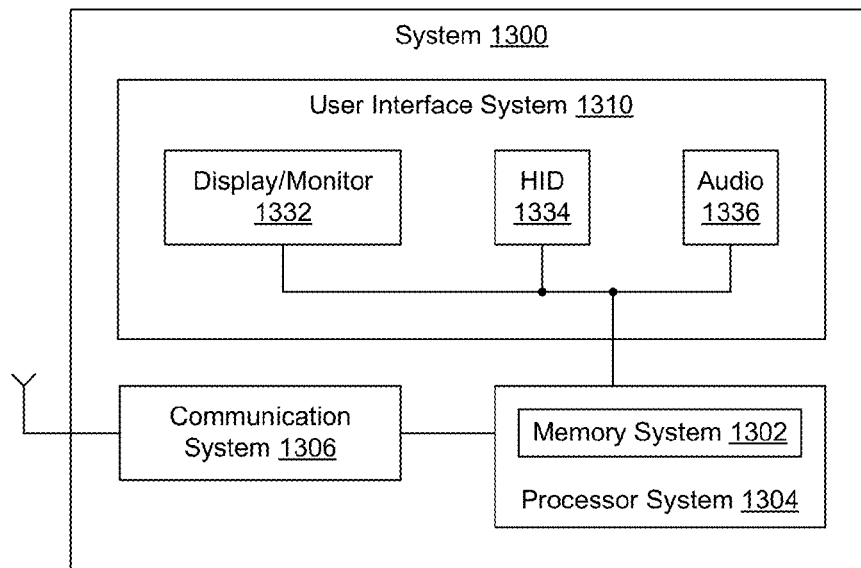 System 1300
User Interface System 1310
Display/Monitor
1332
HID
1334
Audio
1336
Communication
System 1306
Memory System 1302
Processor System 1304